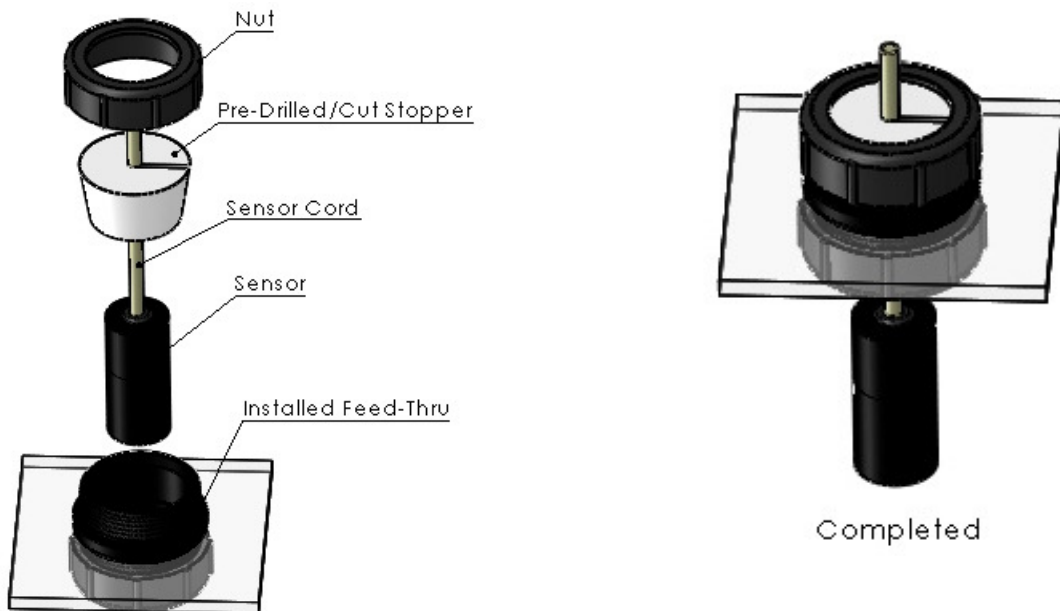 Nut
Pre-Drilled/Cut Stopper
Sensor Cord
Sensor
Installed Feed-Thru
Completed